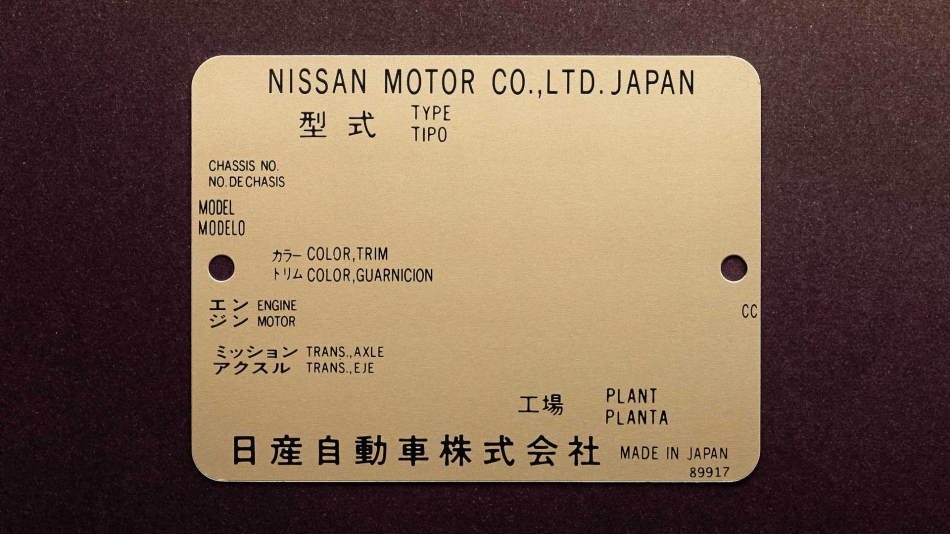 NISSAN MOTOR CO.,LTD. JAPAN
型式 TYPE
TIPO
CHASSIS NO.
NO. DE CHASIS
MODEL
MODELO
カラー COLOR,TRIM
トリム COLOR,GUARNICION
エン ENGINE
ジン MOTOR
CC
ミッション TRANS.,AXLE
アクスル TRANS.,EJE
工場 PLANT
PLANTA
日産自動車株式会社 MADE IN JAPAN
89917